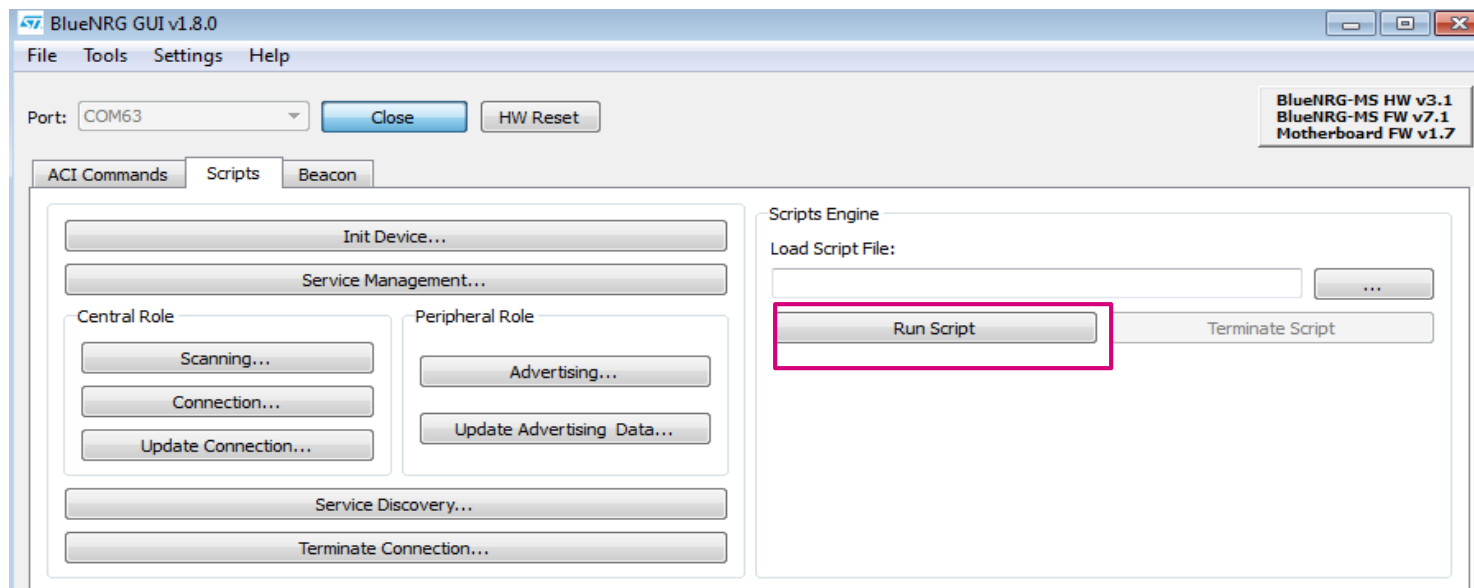 BlueNRG GUI v1.8.0
File Tools Settings Help
Port: COM63 Close HW Reset
BlueNRG-MS HW v3.1
BlueNRG-MS FW v7.1
Motherboard FW v1.7
ACI Commands Scripts Beacon
Init Device...
Service Management...
Central Role
Scanning...
Connection...
Update Connection...
Peripheral Role
Advertising...
Update Advertising Data...
Service Discovery...
Terminate Connection...
Scripts Engine
Load Script File:
...
Run Script Terminate Script